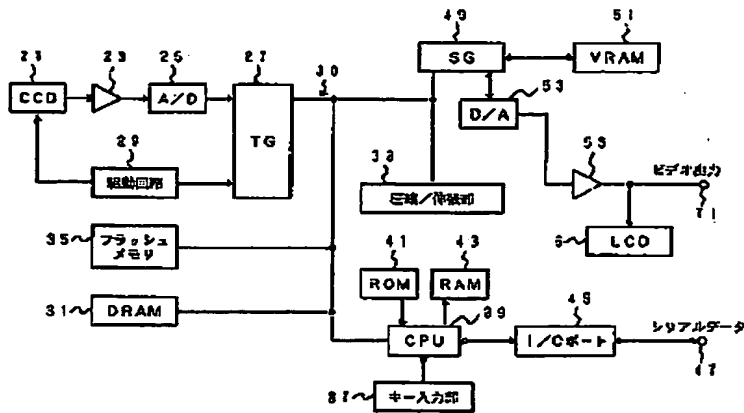 49
51
SG
VRAM
23
25
27
30
CCD
A/D
TG
53
D/A
29
駆動回路
圧縮/伸張部
ビデオ出力
71
6
LCD
35
フラッシュ
メモリ
41
43
ROM
RAM
31
DRAM
39
45
CPU
I/Oポート
シリアルデータ
47
37
キー入力部